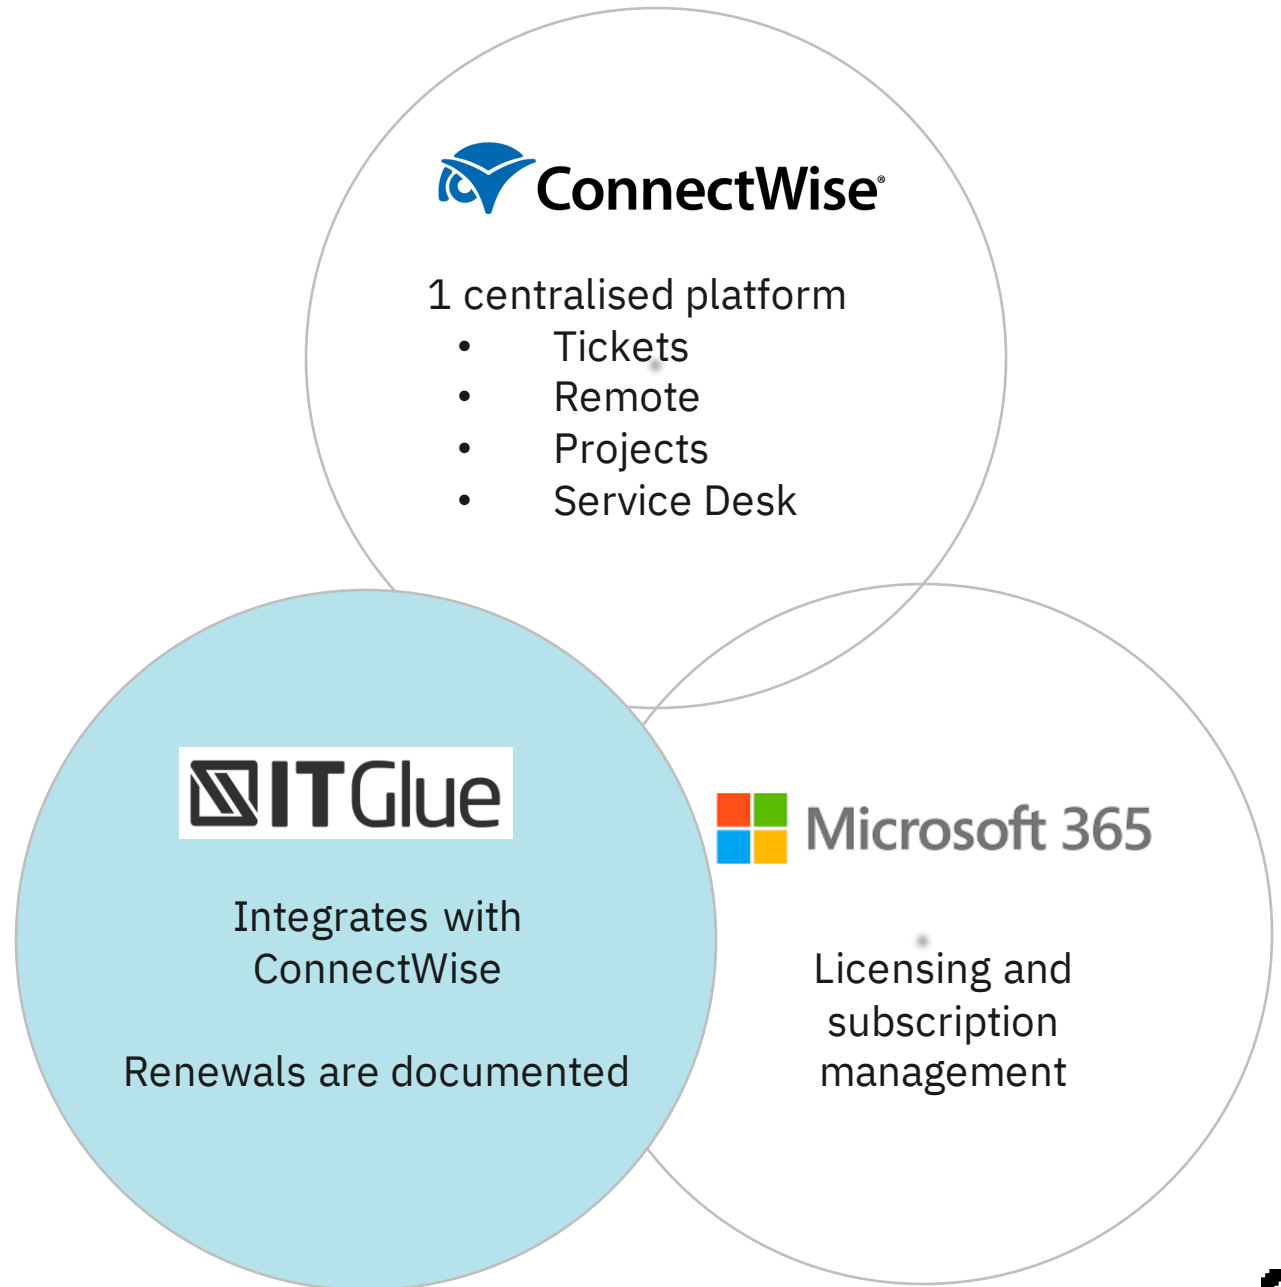 ConnectWise®
1 centralised platform
• Tickets
• Remote
• Projects
• Service Desk
ITGlue
Integrates with
ConnectWise
Renewals are documented
Microsoft 365
Licensing and
subscription
management